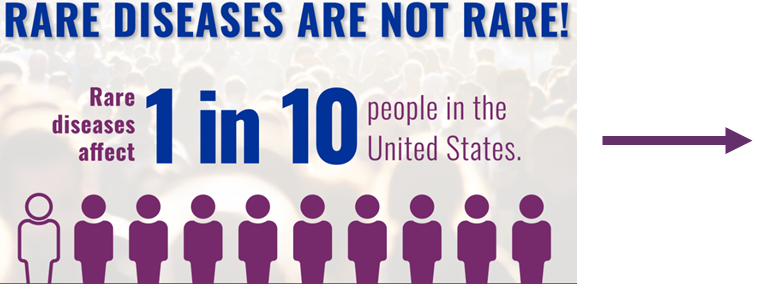 RARE DISEASES ARE NOT RARE!
Rare
diseases
affect
1 in 10
people in the
United States.